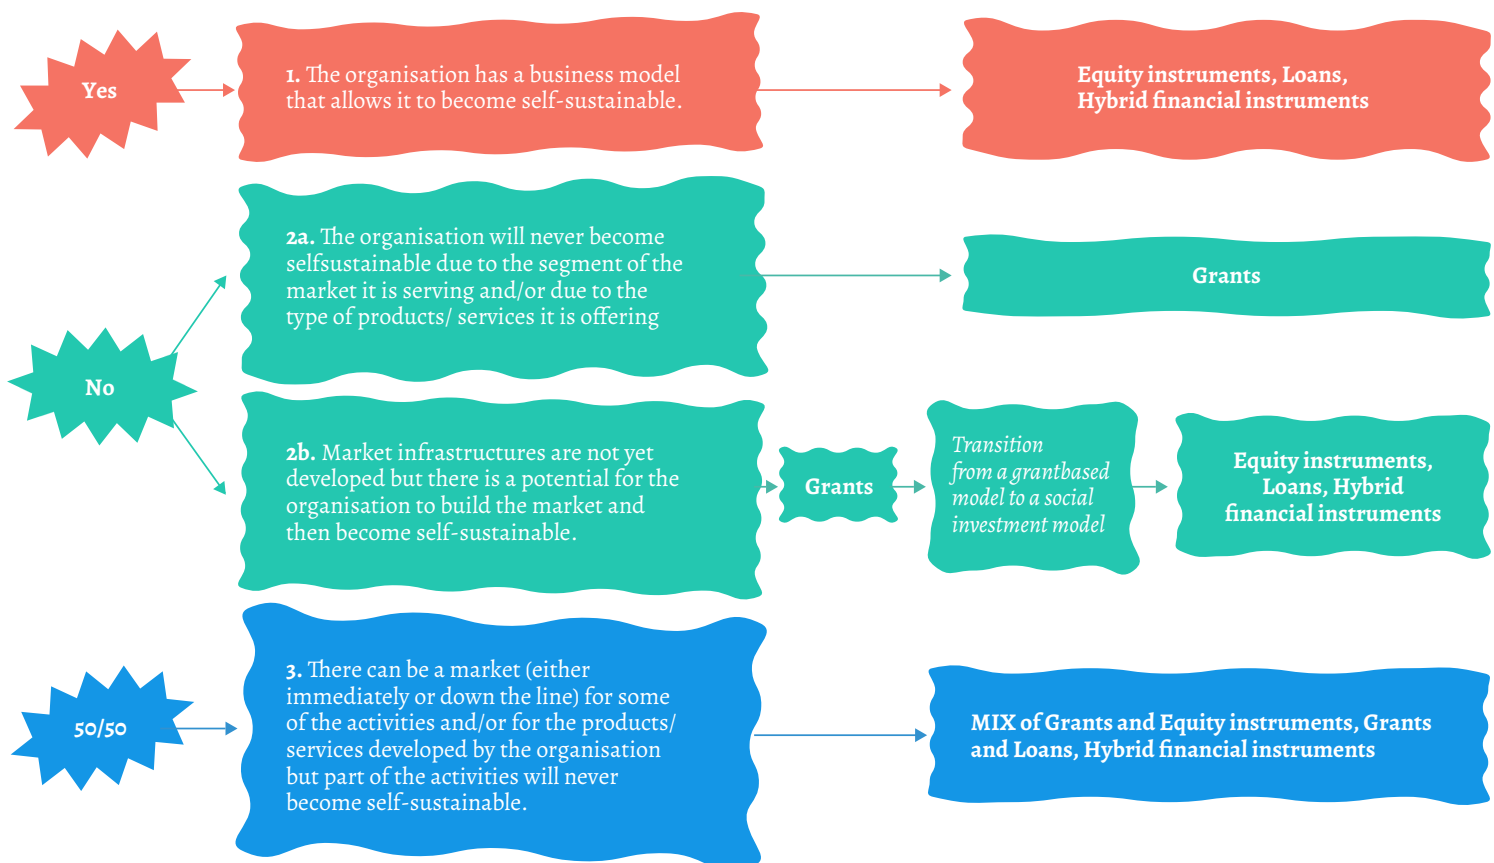 Yes
1. The organisation has a business model
that allows it to become self-sustainable.
Equity instruments, Loans,
Hybrid financial instruments
No
2a. The organisation will never become
selfsustainable due to the segment of the
market it is serving and/or due to the
type of products/ services it is offering
Grants
2b. Market infrastructures are not yet
developed but there is a potential for the
organisation to build the market and
then become self-sustainable.
Grants
Transition
from a grantbased
model to a social
investment model
Equity instruments,
Loans, Hybrid
financial instruments
50/50
3. There can be a market (either
immediately or down the line) for some
of the activities and/or for the products/
services developed by the organisation
but part of the activities will never
become self-sustainable.
MIX of Grants and Equity instruments, Grants
and Loans, Hybrid financial instruments